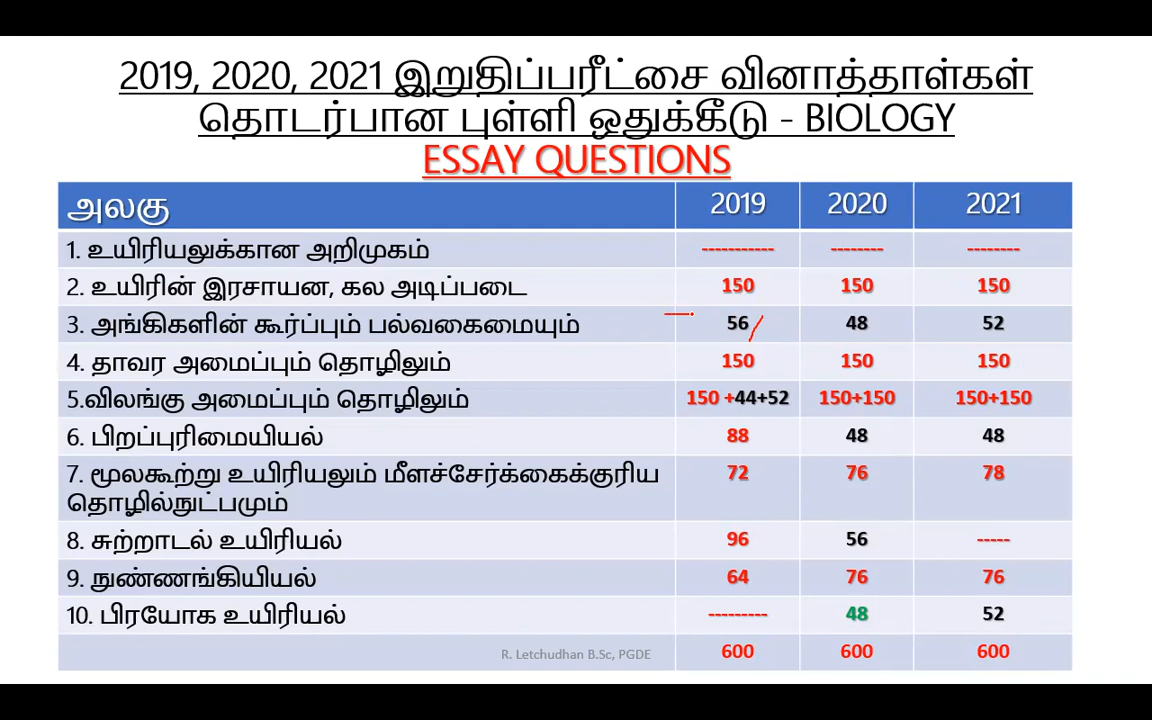 2019, 2020, 2021 இறுதிப்பரீட்சை வினாத்தாள்கள்
தொடர்பான புள்ளி ஒதுக்கீடு - BIOLOGY
ESSAY QUESTIONS
அலகு 2019 2020 2021
1. உயிரியலுக்கான அறிமுகம் ----------- -------- --------
2. உயிரின் இரசாயன, கல அடிப்படை 150 150 150
3. அங்கிகளின் கூர்ப்பும் பல்வகைமையும் 56 48 52
4. தாவர அமைப்பும் தொழிலும் 150 150 150
5.விலங்கு அமைப்பும் தொழிலும் 150 +44+52 150+150 150+150
6. பிறப்புரிமையியல் 88 48 48
7. மூலகூற்று உயிரியலும் மீளச்சேர்க்கைக்குரிய 72 76 78
தொழில்நுட்பமும்
8. சுற்றாடல் உயிரியல் 96 56 -----
9. நுண்ணங்கியியல் 64 76 76
10. பிரயோக உயிரியல் --------- 48 52
R. Letchudhan B.Sc, PGDE 600 600 600